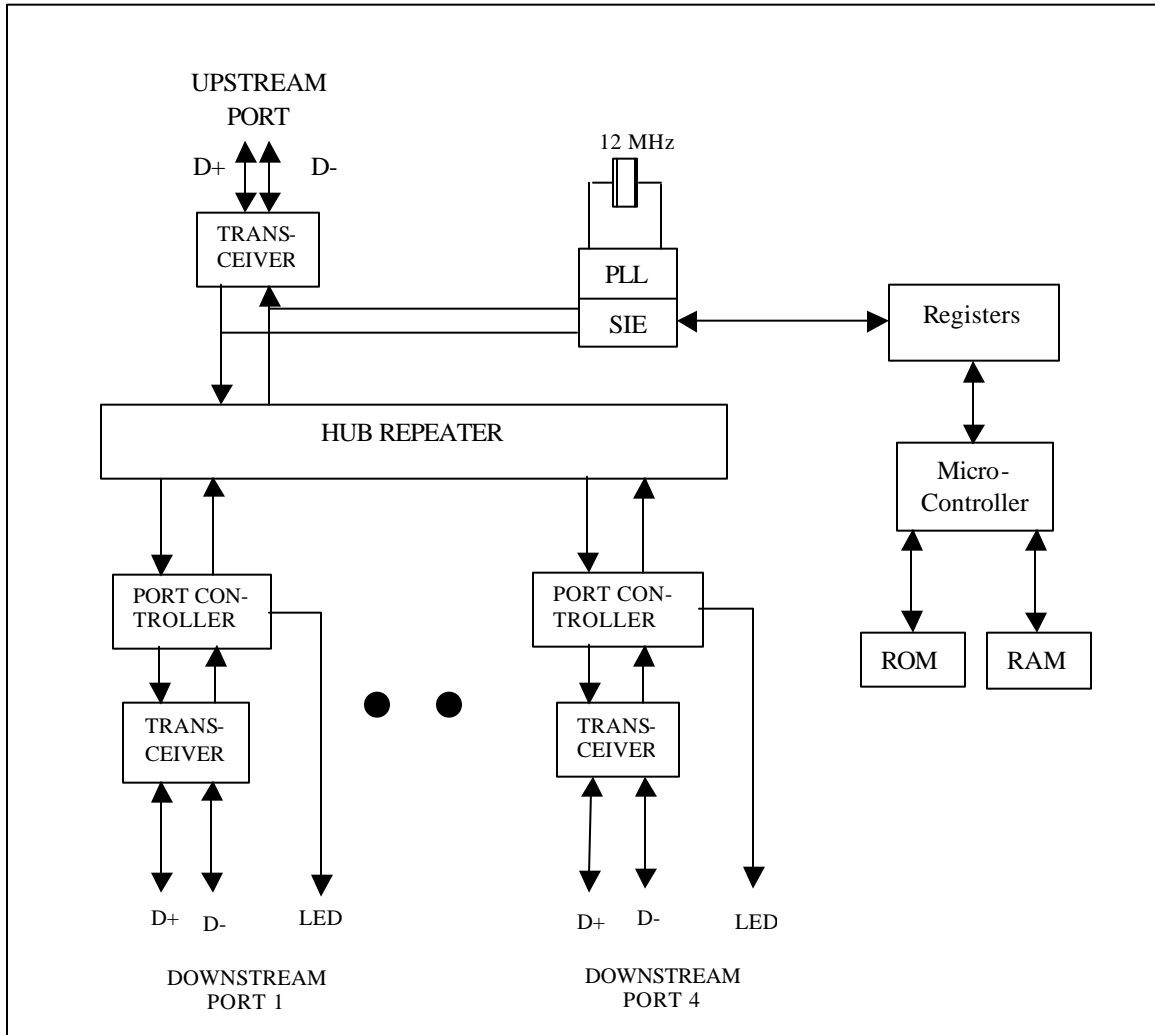 UPSTREAM
PORT
D+ D-
12 MHz
TRANS-
CEIVER
PLL
SIE
Registers
HUB REPEATER
Micro-
Controller
PORT CON-
TROLLER
PORT CON-
TROLLER
ROM
RAM
TRANS-
CEIVER
TRANS-
CEIVER
D+ D- LED
D+ D- LED
DOWNSTREAM
PORT 1
DOWNSTREAM
PORT 4